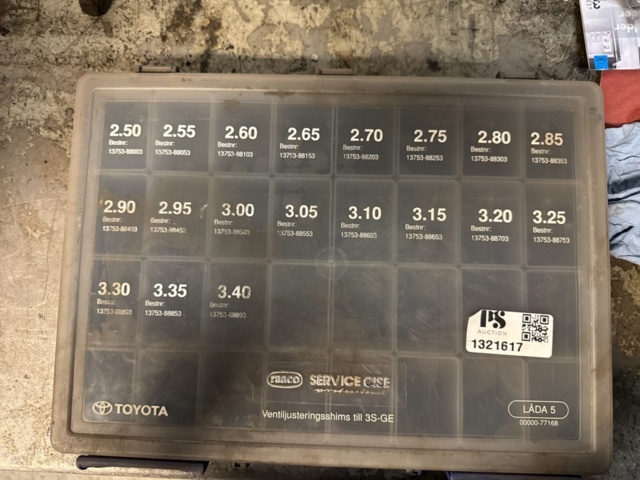 2.50 2.55 2.60 2.65 2.70 2.75 2.80 2.85
Bestnr: Bestnr: Bestnr: Bestnr: Bestnr: Bestnr: Bestnr: Bestnr:
13753-88003 13753-88053 13753-88103 13753-88153 13753-88203 13753-88253 13753-88303 13753-88353
2.90 2.95 3.00 3.05 3.10 3.15 3.20 3.25
Bestnr: Bestnr: Bestnr: Bestnr: Bestnr: Bestnr: Bestnr: Bestnr:
13753-88553 13753-88603 13753-88653 13753-88703 13753-88753
3.30 3.35 3.40
Bestnr: Bestnr: Bestnr:
13753-88853
PS
AUCTION
1321617
raaco SERVICE CASE
professional
TOYOTA
Ventiljusteringsshims till 3S-GE
LÅDA 5
00000-77168